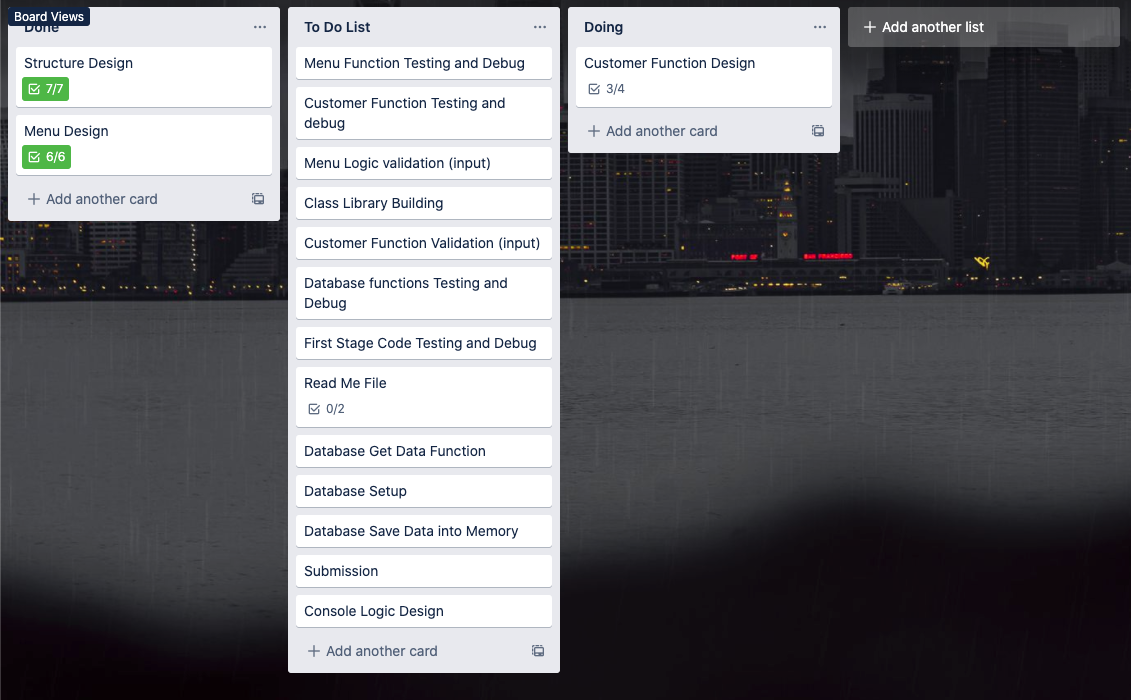 Board Views
Done
Structure Design
7/7
Menu Design
6/6
+ Add another card
To Do List
Menu Function Testing and Debug
Customer Function Testing and
debug
Menu Logic validation (input)
Class Library Building
Customer Function Validation (input)
Database functions Testing and
Debug
First Stage Code Testing and Debug
Read Me File
0/2
Database Get Data Function
Database Setup
Database Save Data into Memory
Submission
Console Logic Design
+ Add another card
Doing
Customer Function Design
3/4
+ Add another card
+ Add another list
PORT OF
SAN FRANCISCO